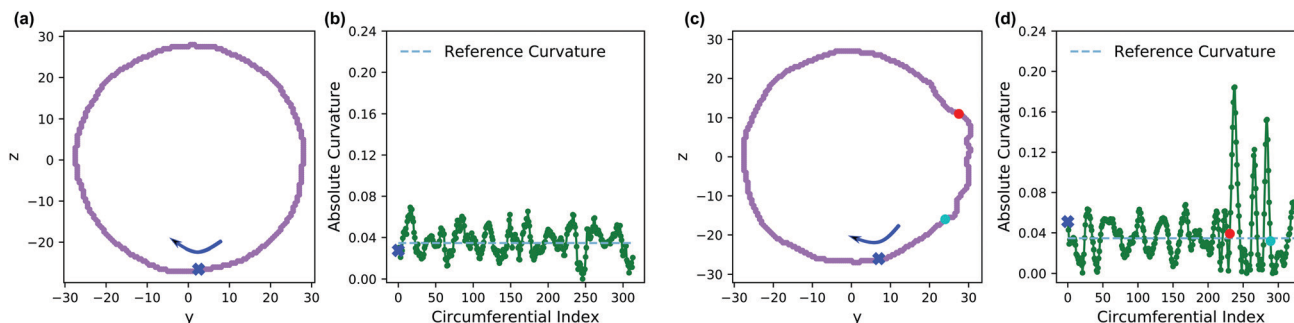 (a)
30
20
10
0
−10
−20
z
−30 −20 −10 0 10 20 30
y
(b)
0.24
0.20
0.16
0.12
0.08
0.04
0.00
Absolute Curvature
Reference Curvature
0 50 100 150 200 250 300
Circumferential Index
(c)
30
20
10
0
−10
−20
−30
z
−30 −20 −10 0 10 20 30
y
(d)
0.24
0.20
0.16
0.12
0.08
0.04
0.00
Absolute Curvature
Reference Curvature
0 50 100 150 200 250 300
Circumferential Index